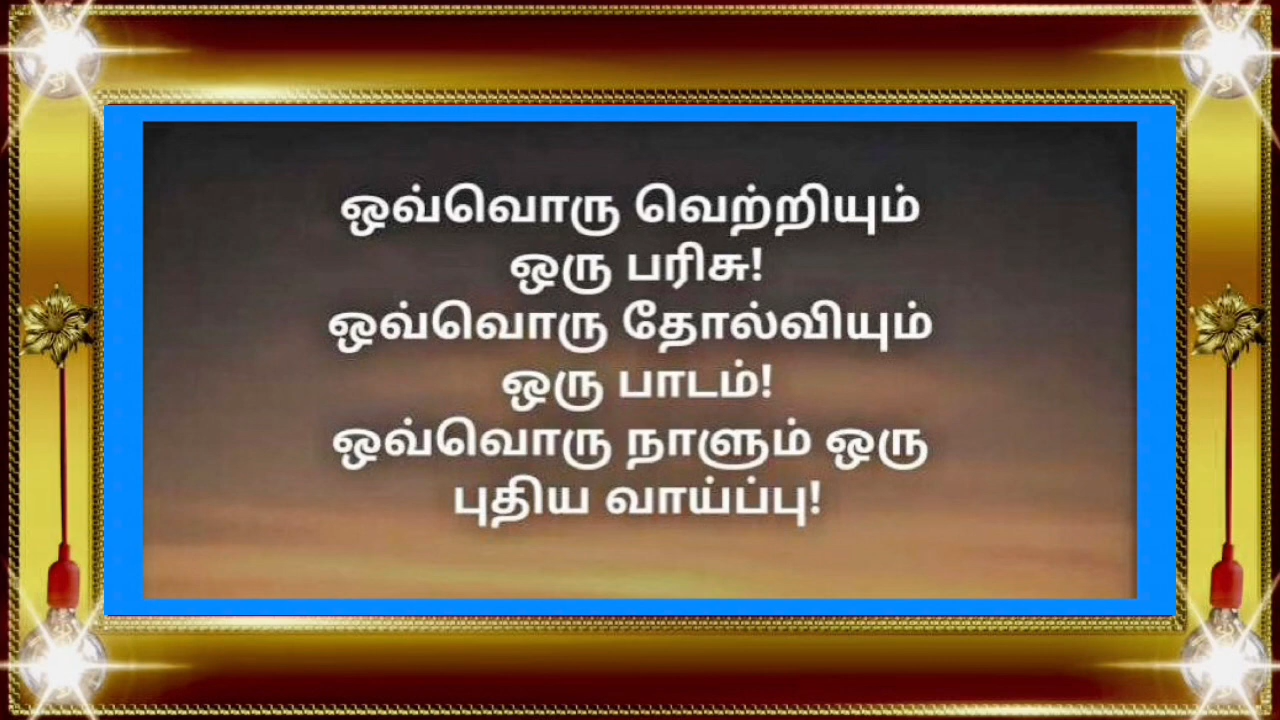 ஒவ்வொரு வெற்றியும்
ஒரு பரிசு!
ஒவ்வொரு தோல்வியும்
ஒரு பாடம்!
ஒவ்வொரு நாளும் ஒரு
புதிய வாய்ப்பு!